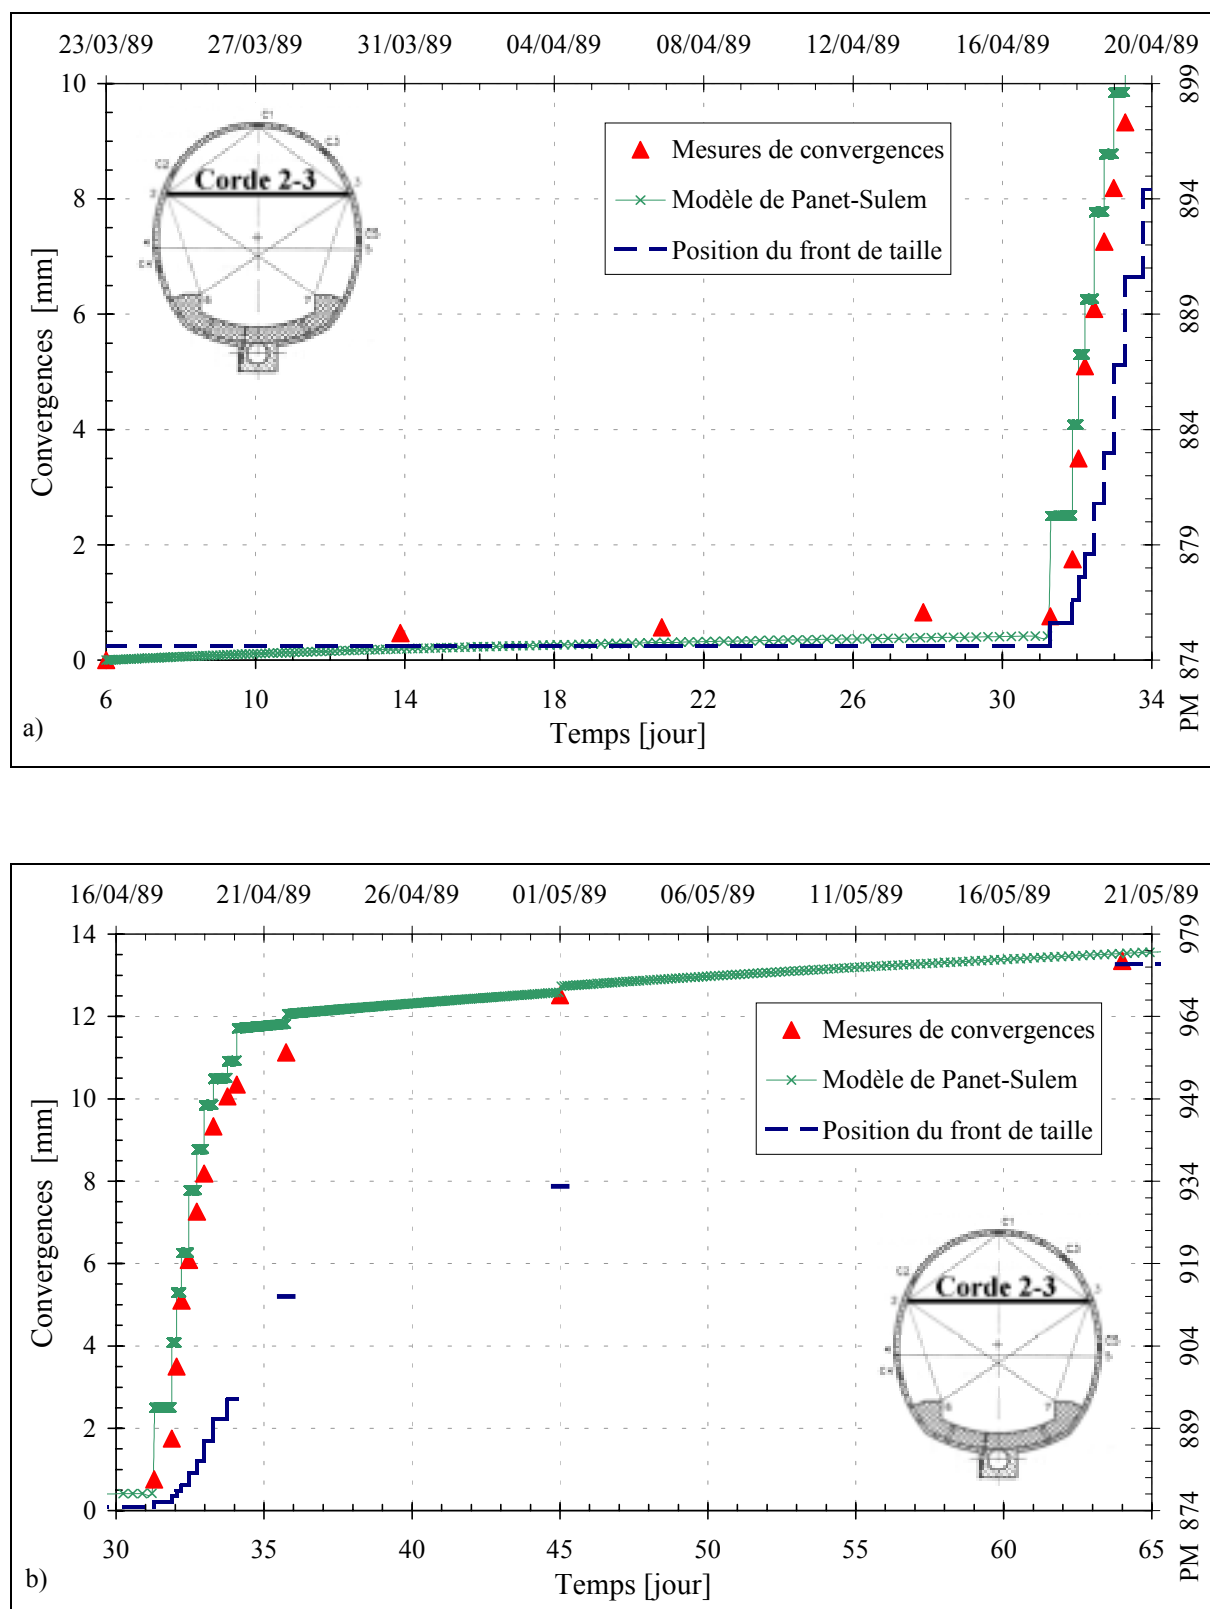 23/03/89 27/03/89 31/03/89 04/04/89 08/04/89 12/04/89 16/04/89 20/04/89
10 899
8 894
6 889
4 884
2 879
0 874
Convergences [mm]
PM
C1
Corde 2-3
Mesures de convergences
Modèle de Panet-Sulem
Position du front de taille
6 10 14 18 22 26 30 34
Temps [jour]
a)
16/04/89 21/04/89 26/04/89 01/05/89 06/05/89 11/05/89 16/05/89 21/05/89
14 979
12 964
10 949
8 934
6 919
4 904
2 889
0 874
Convergences [mm]
PM
Mesures de convergences
Modèle de Panet-Sulem
Position du front de taille
C1
C2
Corde 2-3
30 35 40 45 50 55 60 65
Temps [jour]
b)